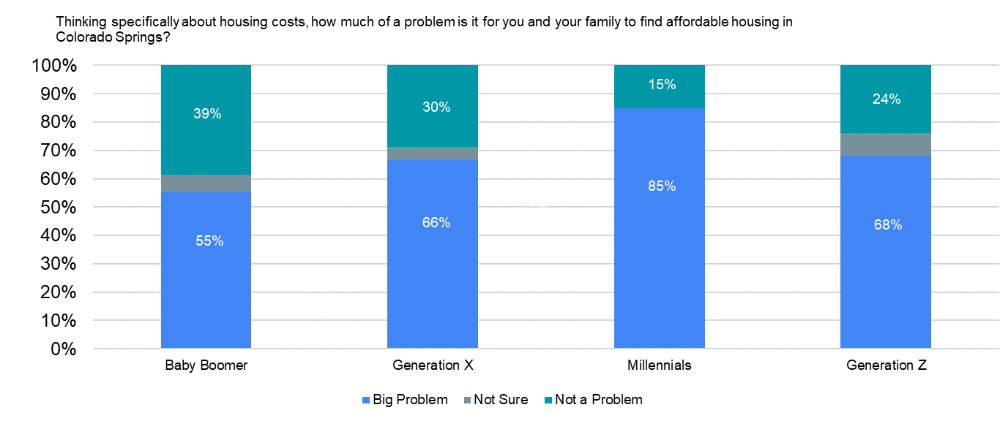 Thinking specifically about housing costs, how much of a problem is it for you and your family to find affordable housing in
Colorado Springs?
100%
90%
80%
70%
60%
50%
40%
30%
20%
10%
0%
39%
55%
30%
66%
15%
85%
24%
68%
Baby Boomer
Generation X
Millennials
Generation Z
Big Problem
Not Sure
Not a Problem